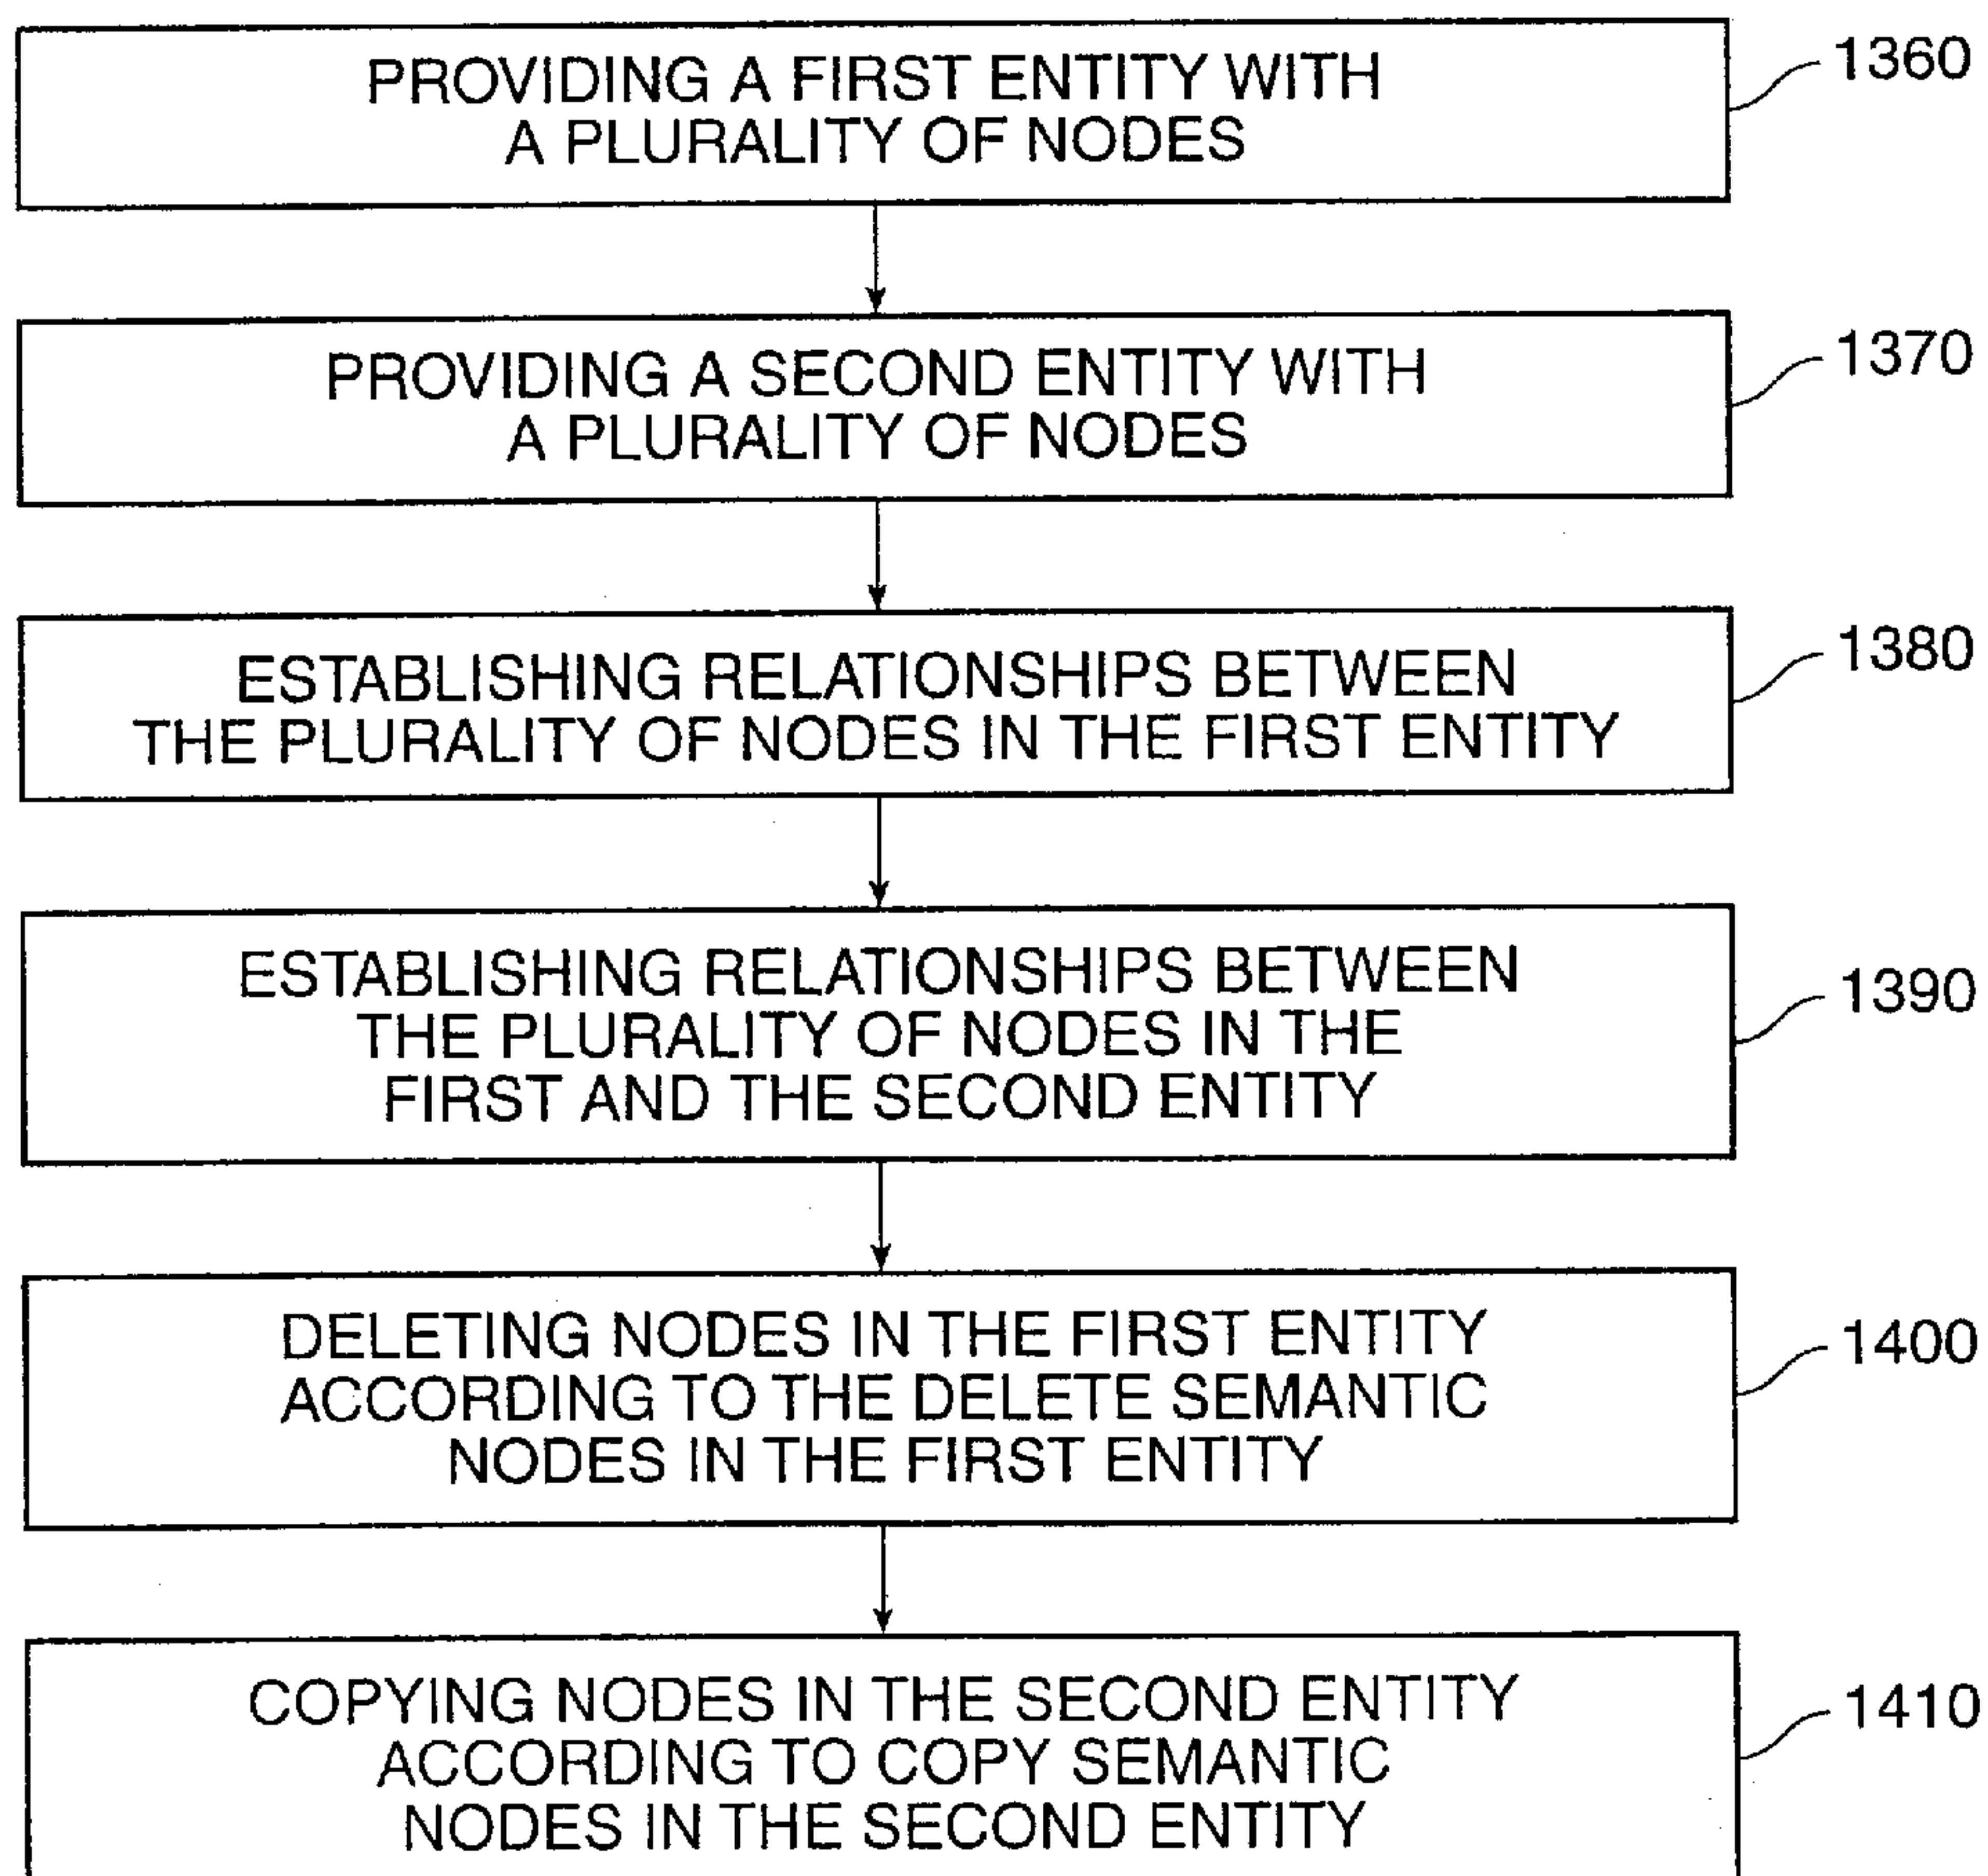 PROVIDING A FIRST ENTITY WITH
A PLURALITY OF NODES
1360
PROVIDING A SECOND ENTITY WITH
A PLURALITY OF NODES
1370
ESTABLISHING RELATIONSHIPS BETWEEN
THE PLURALITY OF NODES IN THE FIRST ENTITY
1380
ESTABLISHING RELATIONSHIPS BETWEEN
THE PLURALITY OF NODES IN THE
FIRST AND THE SECOND ENTITY
1390
DELETING NODES IN THE FIRST ENTITY
ACCORDING TO THE DELETE SEMANTIC
NODES IN THE FIRST ENTITY
1400
COPYING NODES IN THE SECOND ENTITY
ACCORDING TO COPY SEMANTIC
NODES IN THE SECOND ENTITY
1410